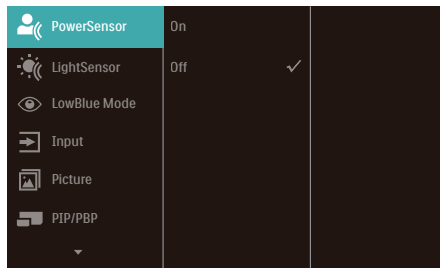 PowerSensor
On
LightSensor
Off
LowBlue Mode
Input
Picture
PIP/PBP